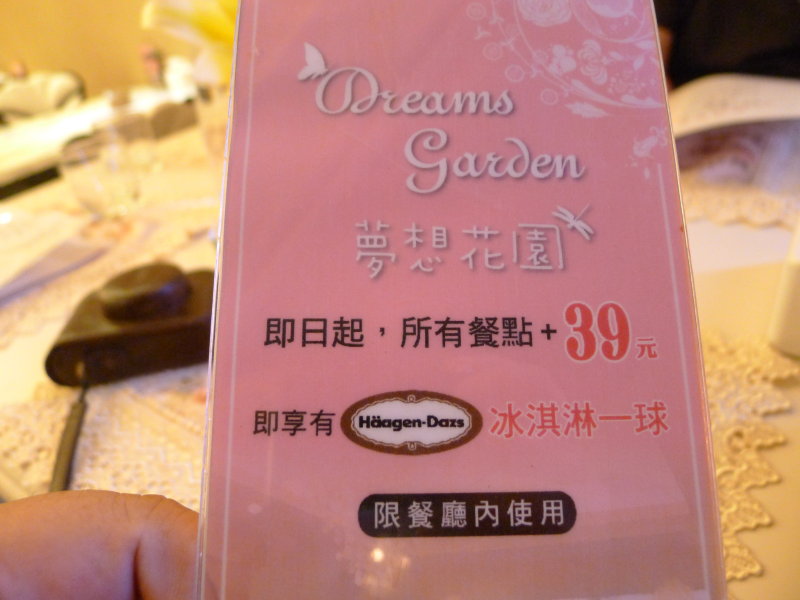 Dreams
Garden
夢想花園
即日起，所有餐點+39元
即享有 Häagen-Dazs 冰淇淋一球
限餐廳內使用